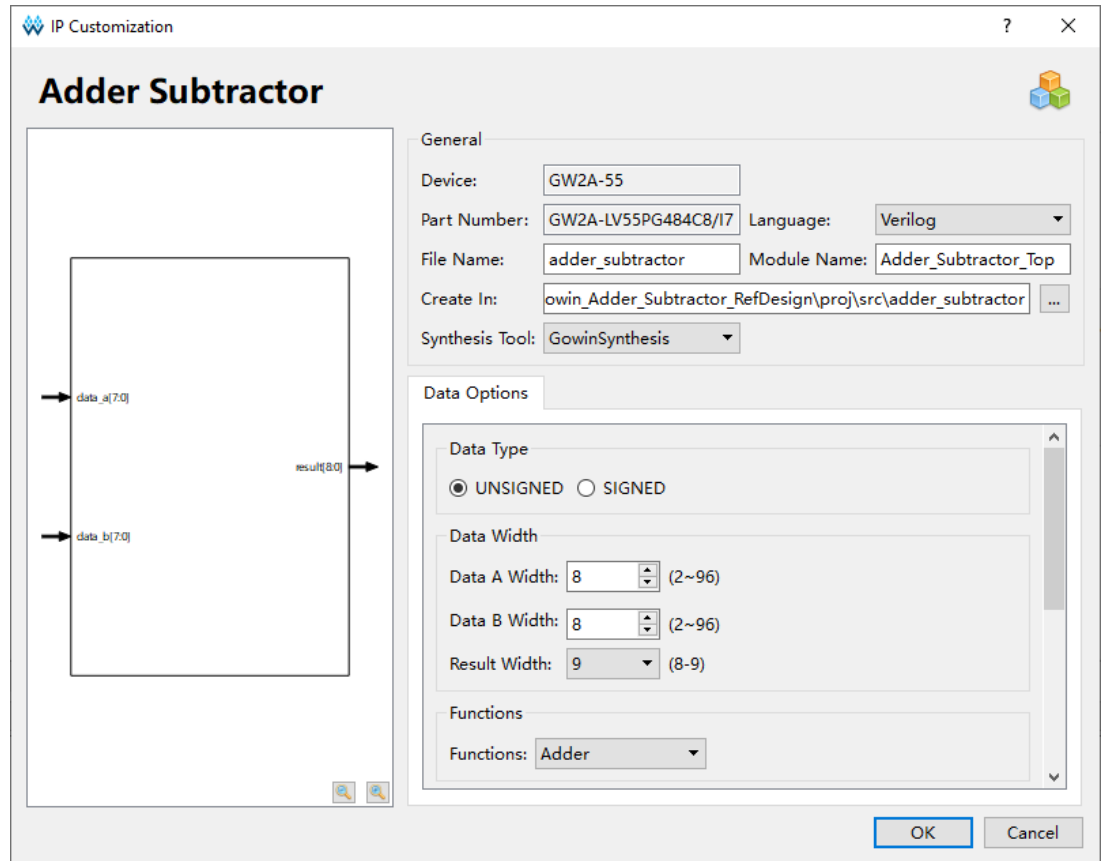 IP Customization
? ×
Adder Subtractor
data_a[7:0]
result[8:0]
data_b[7:0]
General
Device: GW2A-55
Part Number: GW2A-LV55PG484C8/I7 Language: Verilog
File Name: adder_subtractor Module Name: Adder_Subtractor_Top
Create In: owin_Adder_Subtractor_RefDesign\proj\src\adder_subtractor ...
Synthesis Tool: GowinSynthesis
Data Options
Data Type
UNSIGNED SIGNED
Data Width
Data A Width: 8 (2~96)
Data B Width: 8 (2~96)
Result Width: 9 (8-9)
Functions
Functions: Adder
OK Cancel